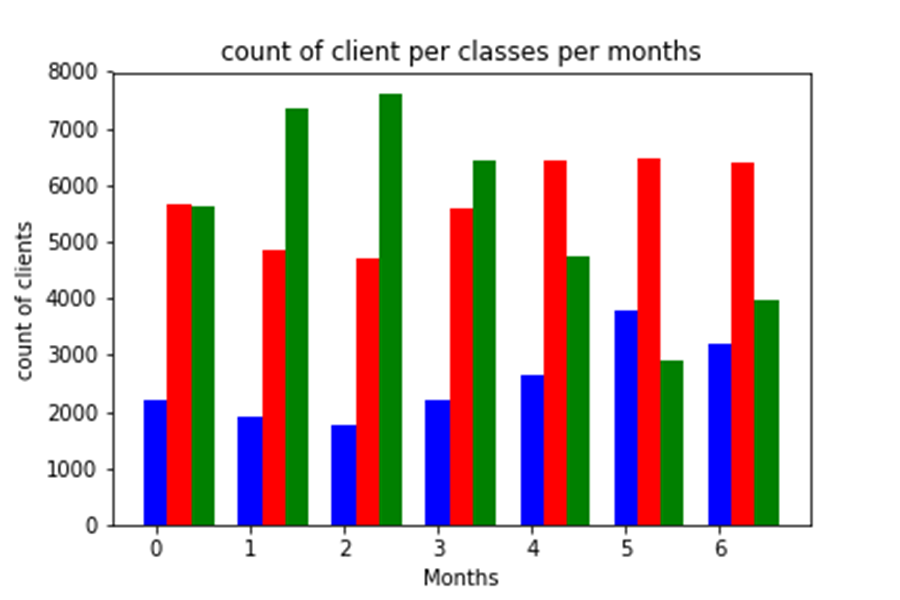 count of client per classes per months
8000
7000
6000
5000
4000
3000
2000
1000
0
count of clients
0 1 2 3 4 5 6
Months